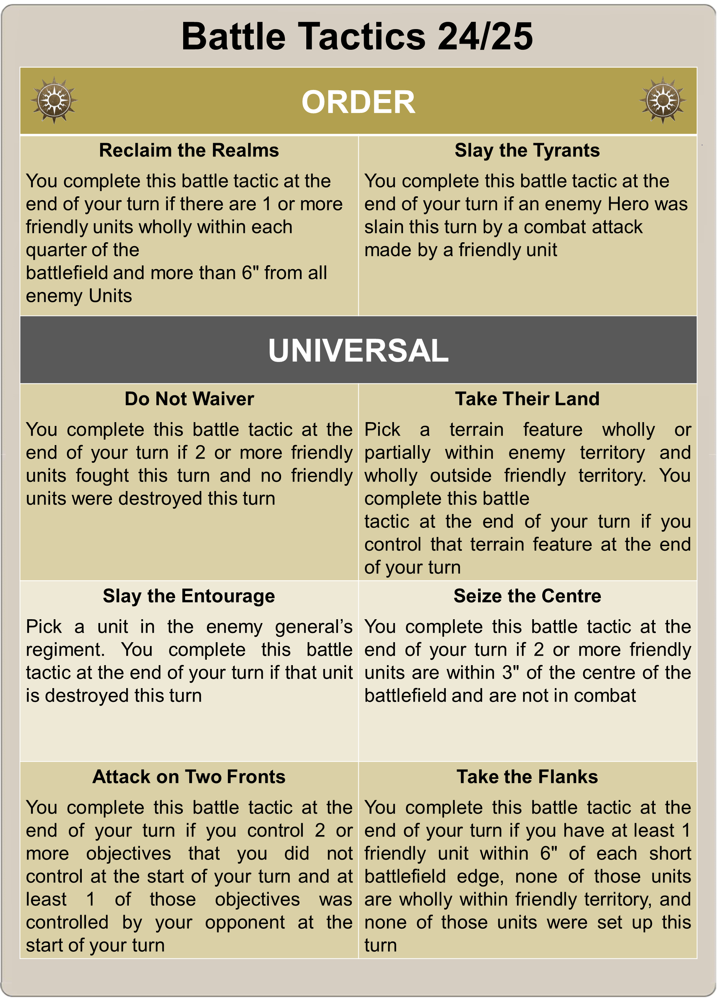 Battle Tactics 24/25
ORDER
Reclaim the Realms
You complete this battle tactic at the
end of your turn if there are 1 or more
friendly units wholly within each
quarter of the
battlefield and more than 6" from all
enemy Units
Slay the Tyrants
You complete this battle tactic at the
end of your turn if an enemy Hero was
slain this turn by a combat attack
made by a friendly unit
UNIVERSAL
Do Not Waiver
You complete this battle tactic at the
end of your turn if 2 or more friendly
units fought this turn and no friendly
units were destroyed this turn
Take Their Land
Pick a terrain feature wholly or
partially within enemy territory and
wholly outside friendly territory. You
complete this battle
tactic at the end of your turn if you
control that terrain feature at the end
of your turn
Slay the Entourage
Pick a unit in the enemy general’s
regiment. You complete this battle
tactic at the end of your turn if that unit
is destroyed this turn
Seize the Centre
You complete this battle tactic at the
end of your turn if 2 or more friendly
units are within 3" of the centre of the
battlefield and are not in combat
Attack on Two Fronts
You complete this battle tactic at the
end of your turn if you control 2 or
more objectives that you did not
control at the start of your turn and at
least 1 of those objectives was
controlled by your opponent at the
start of your turn
Take the Flanks
You complete this battle tactic at the
end of your turn if you have at least 1
friendly unit within 6" of each short
battlefield edge, none of those units
are wholly within friendly territory, and
none of those units were set up this
turn